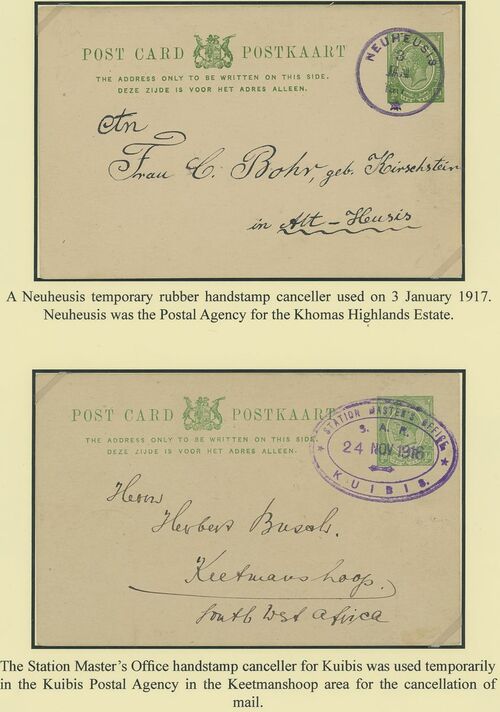 POST CARD POSTKAART
THE ADDRESS ONLY TO BE WRITTEN ON THIS SIDE.
DEZE ZIJDE IS VOOR HET ADRES ALLEEN.
NEUHEUSIS
3
JAN
An
Frau C. Bohr, geb. Kirschstein
in Alt-Heusis
A Neuheusis temporary rubber handstamp canceller used on 3 January 1917.
Neuheusis was the Postal Agency for the Khomas Highlands Estate.
POST CARD POSTKAART
THE ADDRESS ONLY TO BE WRITTEN ON THIS SIDE.
DEZE ZIJDE IS VOOR HET ADRES ALLEEN.
STATION MASTER'S OFFICE
S. A. R.
24 NOV 1916
KUIBIS.
Herrn
Herbert Busch.
Keetmanshoop.
South West Africa
The Station Master's Office handstamp canceller for Kuibis was used temporarily
in the Kuibis Postal Agency in the Keetmanshoop area for the cancellation of
mail.